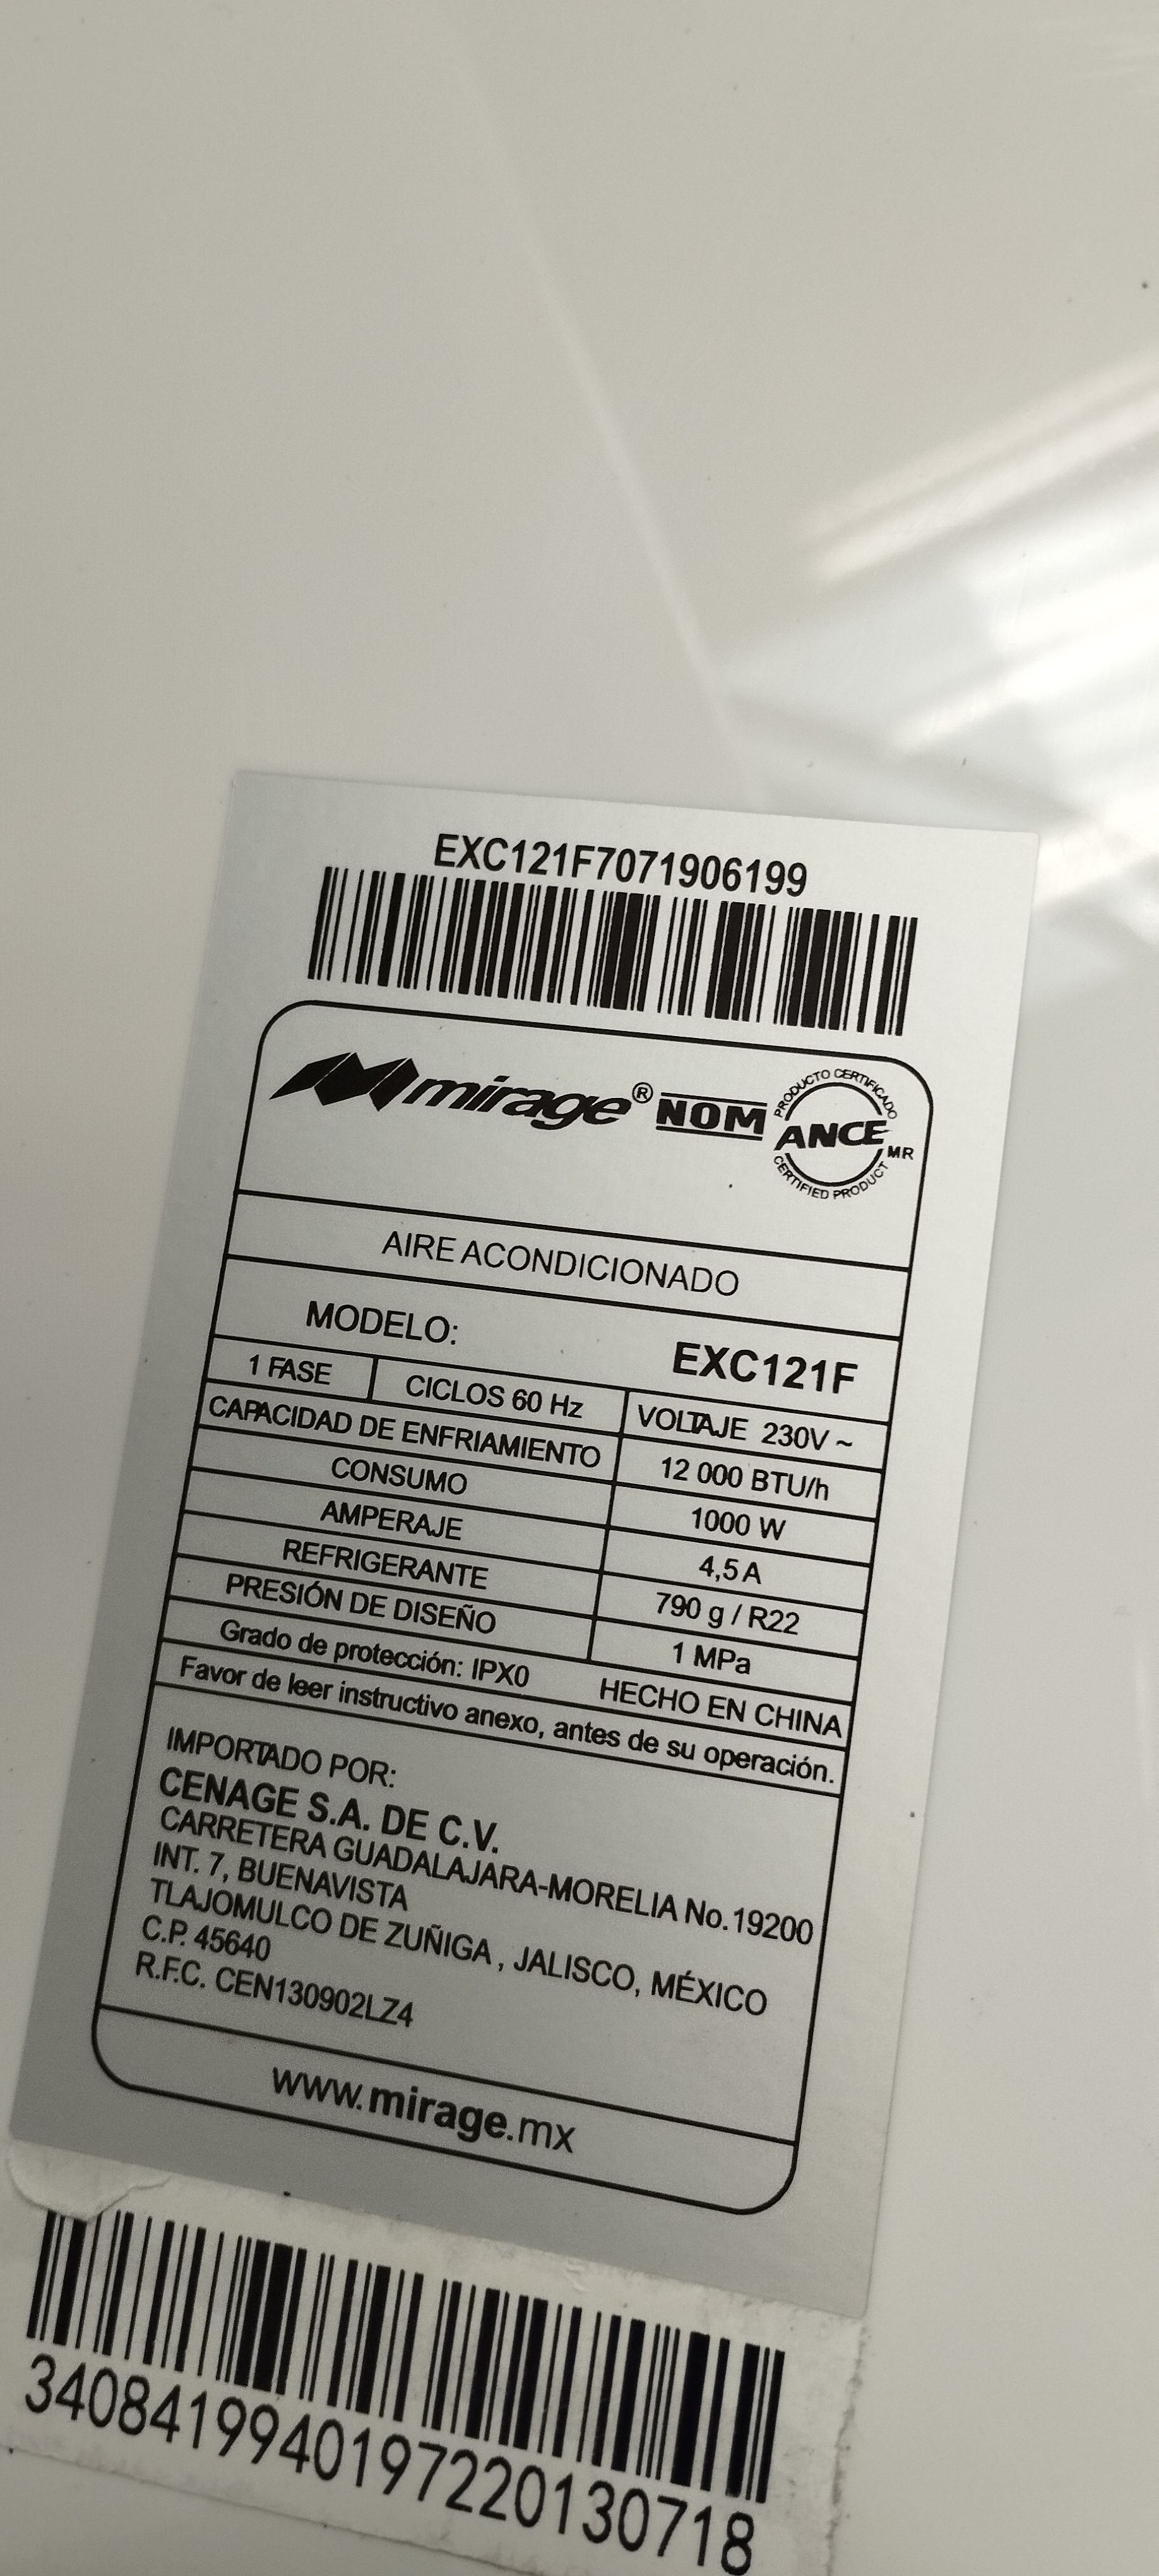 EXC121F7071906199
mirage® NOM PRODUCTO CERTIFICADO ANCE MR CERTIFIED PRODUCT
AIRE ACONDICIONADO
MODELO: EXC121F
1 FASE CICLOS 60 Hz VOLTAJE 230V ~
CAPACIDAD DE ENFRIAMIENTO 12 000 BTU/h
CONSUMO 1000 W
AMPERAJE 4,5 A
REFRIGERANTE 790 g / R22
PRESIÓN DE DISEÑO 1 MPa
Grado de protección: IPX0 HECHO EN CHINA
Favor de leer instructivo anexo, antes de su operación.
IMPORTADO POR:
CENAGE S.A. DE C.V.
CARRETERA GUADALAJARA-MORELIA No.19200
INT. 7, BUENAVISTA
TLAJOMULCO DE ZUÑIGA , JALISCO, MÉXICO
C.P. 45640
R.F.C. CEN130902LZ4
www.mirage.mx
3408419940197220130718